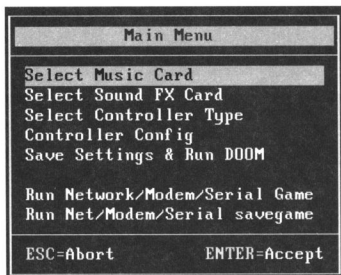 Main Menu
Select Music Card
Select Sound FX Card
Select Controller Type
Controller Config
Save Settings & Run DOOM
Run Network/Modem/Serial Game
Run Net/Modem/Serial savegame
ESC=Abort ENTER=Accept